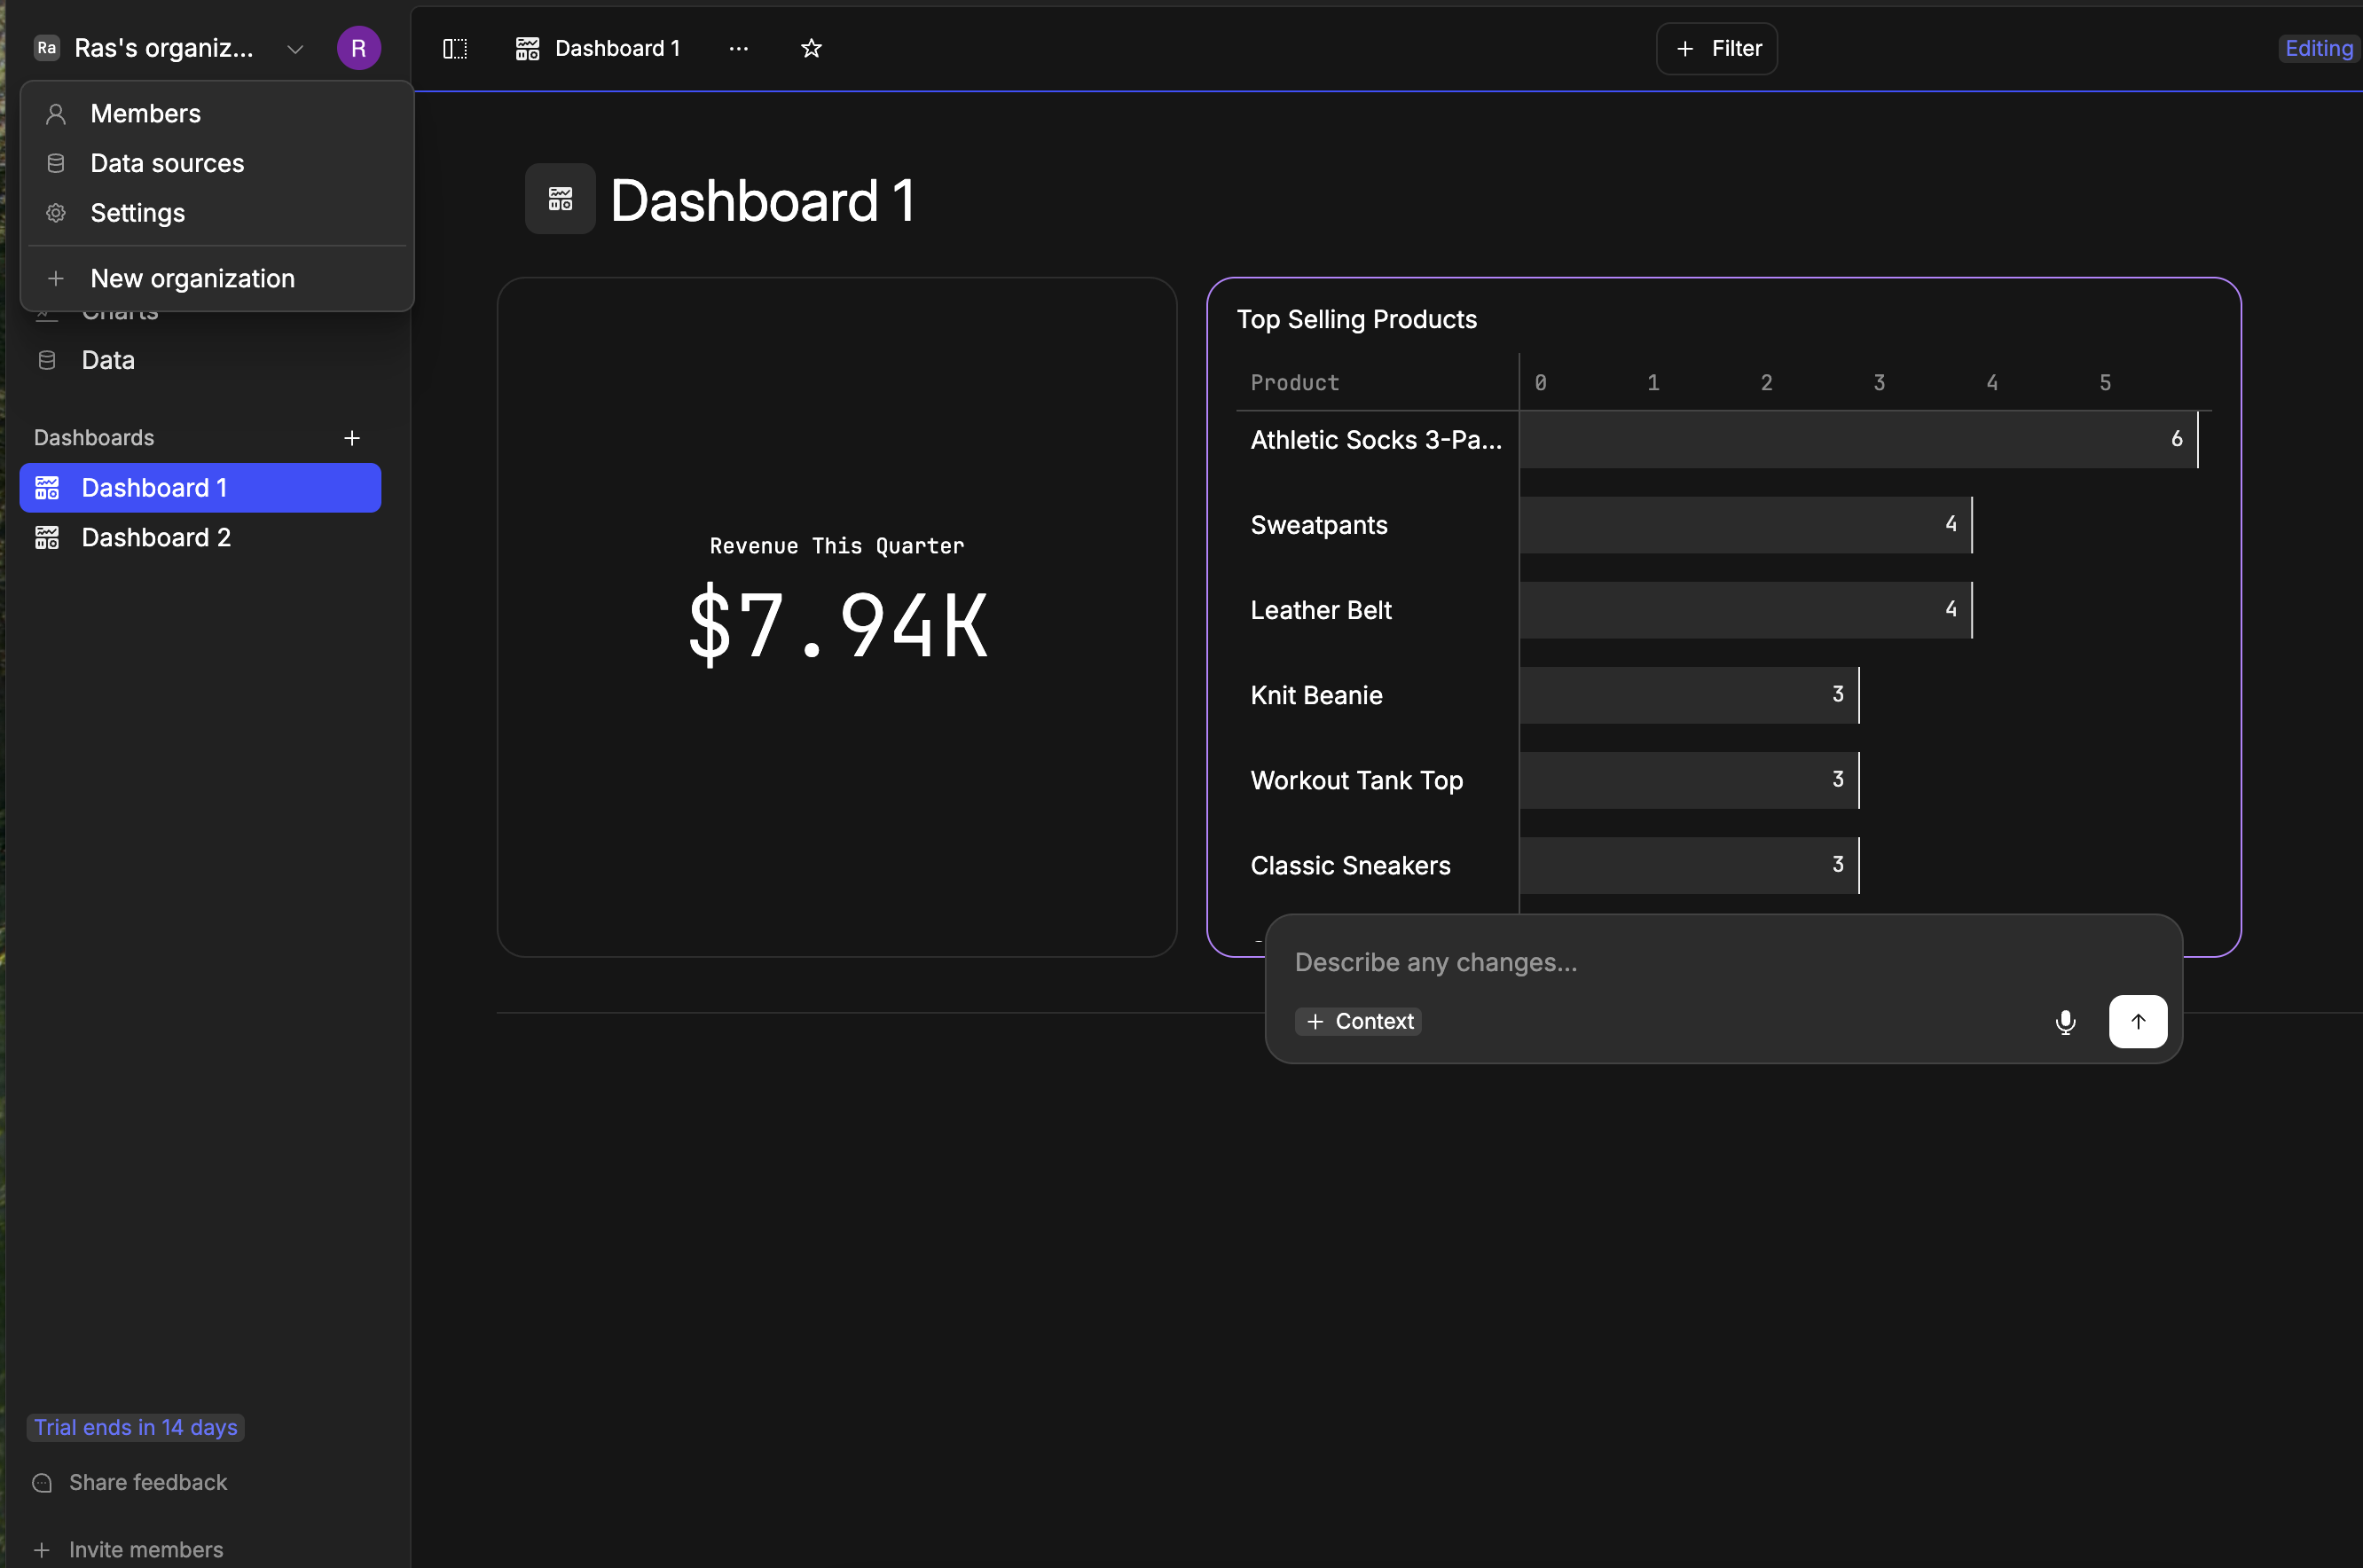 Ra Ras's organiz...
R
Members
Data sources
Settings
New organization
Charts
Data
Dashboards
Dashboard 1
Dashboard 2
Trial ends in 14 days
Share feedback
Invite members
Dashboard 1
Filter
Editing
Dashboard 1
Revenue This Quarter
$7.94K
Top Selling Products
Product 0 1 2 3 4 5
Athletic Socks 3-Pa... 6
Sweatpants 4
Leather Belt 4
Knit Beanie 3
Workout Tank Top 3
Classic Sneakers 3
Describe any changes...
Context